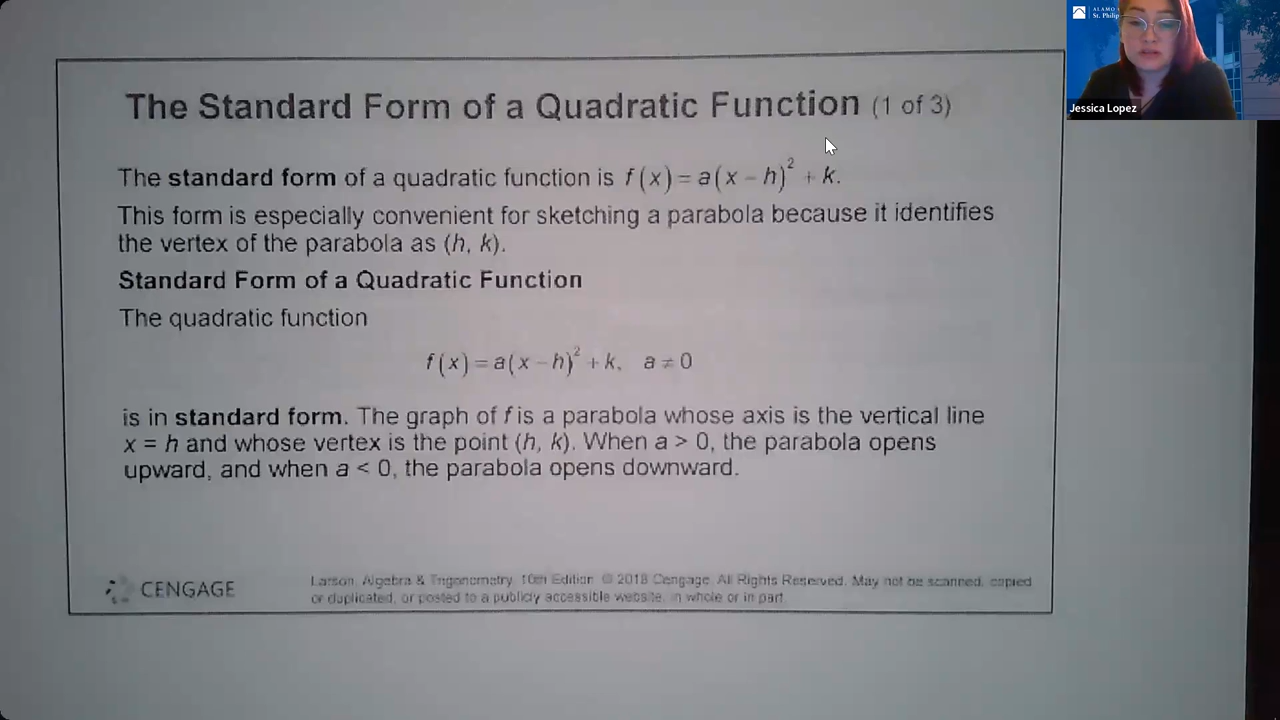 The Standard Form of a Quadratic Function (1 of 3)
The standard form of a quadratic function is f(x) = a(x − h)² + k.
This form is especially convenient for sketching a parabola because it identifies
the vertex of the parabola as (h, k).
Standard Form of a Quadratic Function
The quadratic function
f(x) = a(x − h)² + k, a ≠ 0
is in standard form. The graph of f is a parabola whose axis is the vertical line
x = h and whose vertex is the point (h, k). When a > 0, the parabola opens
upward, and when a < 0, the parabola opens downward.
CENGAGE
Larson, Algebra & Trigonometry, 10th Edition. © 2018 Cengage. All Rights Reserved. May not be scanned, copied
or duplicated, or posted to a publicly accessible website, in whole or in part.
ALAMO
St. Philip
Jessica Lopez